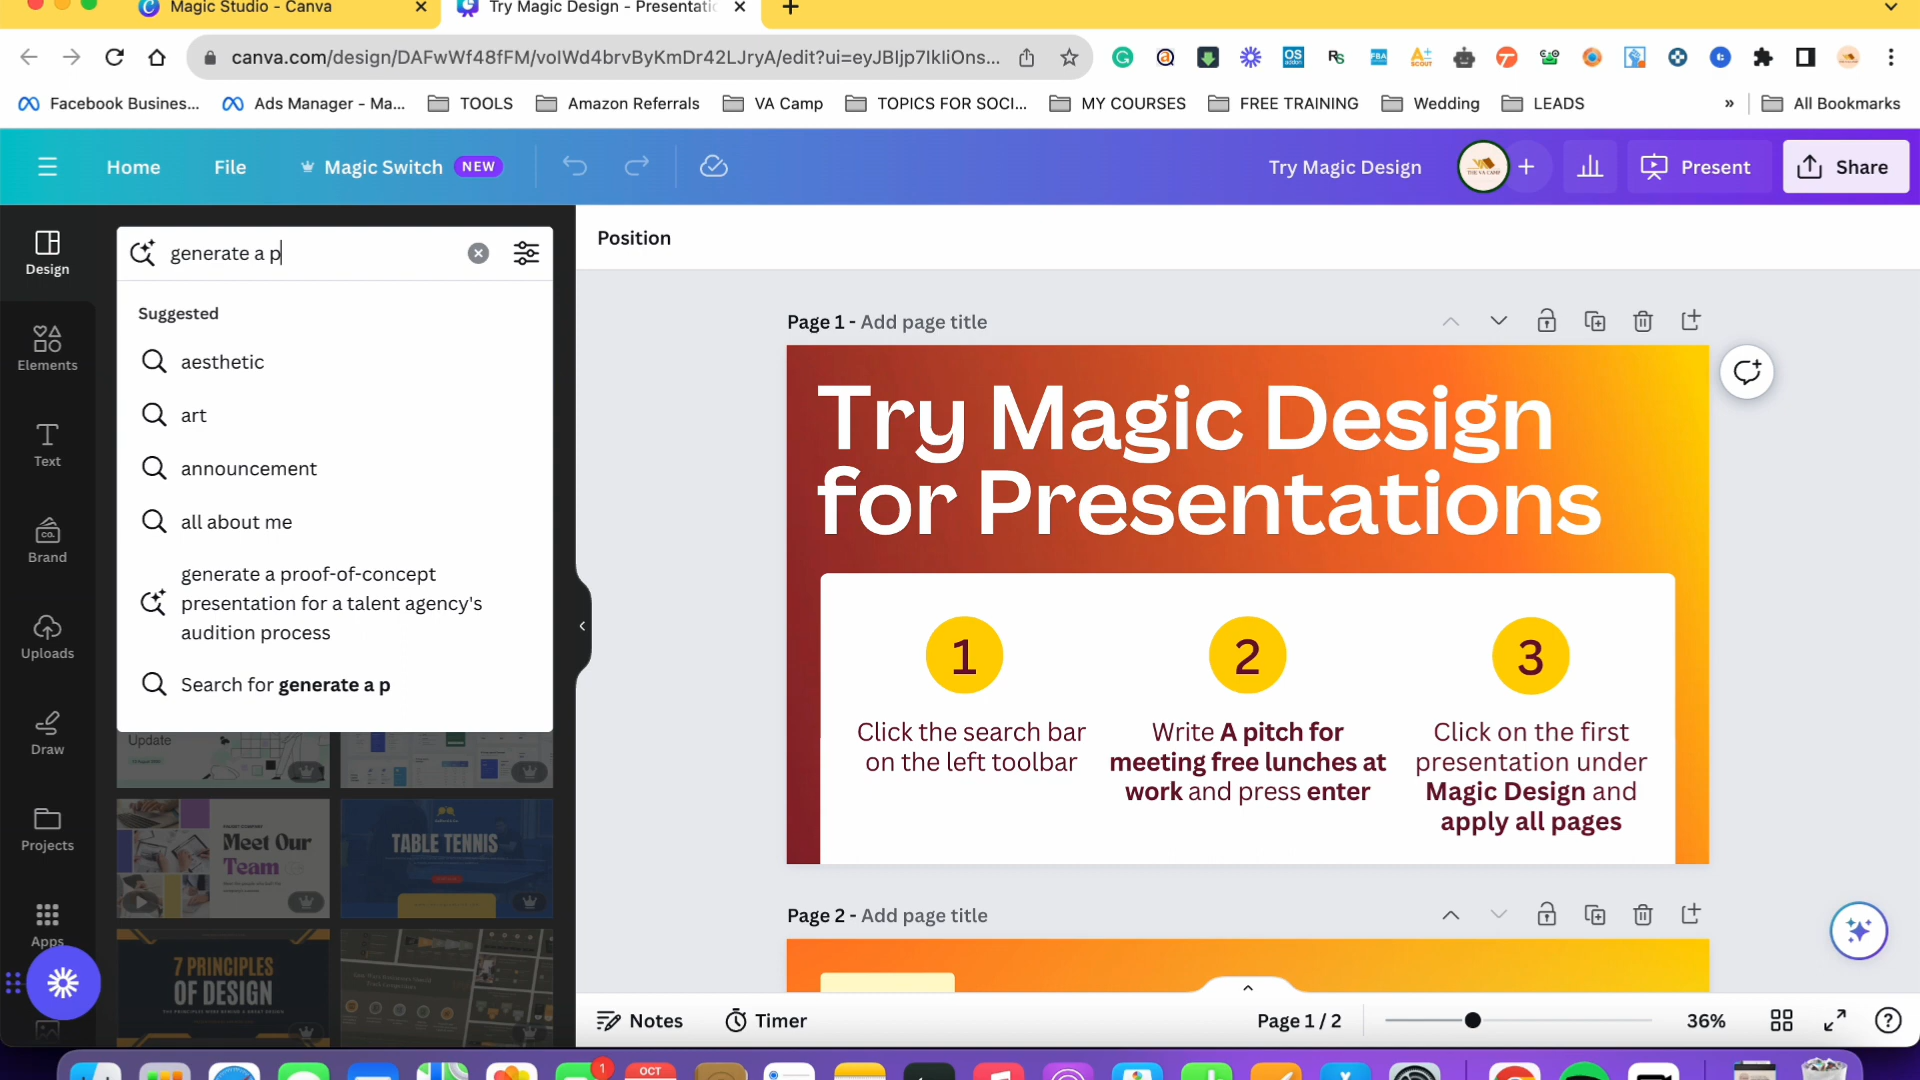 Magic Studio - Canva
Try Magic Design - Presentatio
canva.com/design/DAFwWf48fFM/voIWd4brvByKmDr42LJryA/edit?ui=eyJBIjp7IkIiOns...
Facebook Busines...
Ads Manager - Ma...
TOOLS
Amazon Referrals
VA Camp
TOPICS FOR SOCI...
MY COURSES
FREE TRAINING
Wedding
LEADS
»
All Bookmarks
Home
File
Magic Switch
NEW
Try Magic Design
Present
Share
Design
Elements
Text
Brand
Uploads
Draw
Projects
Apps
generate a p
Suggested
aesthetic
art
announcement
all about me
generate a proof-of-concept
presentation for a talent agency's
audition process
Search for generate a p
Update
Meet Our
Team
TABLE TENNIS
7 PRINCIPLES
OF DESIGN
Position
Page 1 - Add page title
Try Magic Design
for Presentations
1
Click the search bar
on the left toolbar
2
Write A pitch for
meeting free lunches at
work and press enter
3
Click on the first
presentation under
Magic Design and
apply all pages
Page 2 - Add page title
Notes
Timer
Page 1 / 2
36%
1
OCT